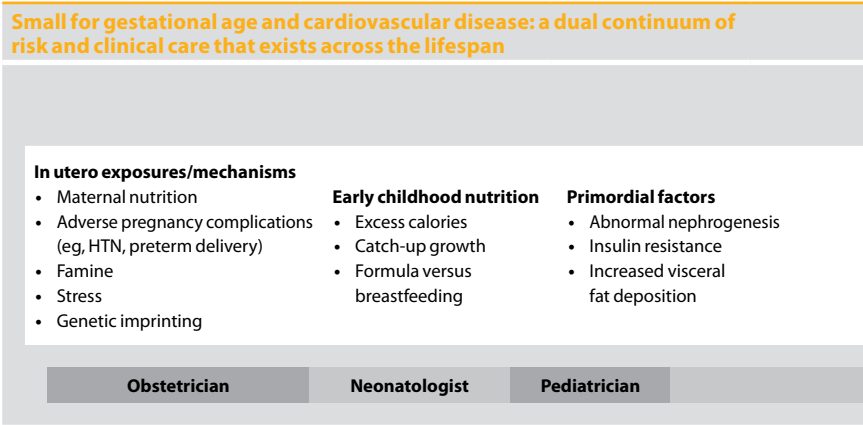 Small for gestational age and cardiovascular disease: a dual continuum of
risk and clinical care that exists across the lifespan
In utero exposures/mechanisms
• Maternal nutrition
• Adverse pregnancy complications
(eg, HTN, preterm delivery)
• Famine
• Stress
• Genetic imprinting
Early childhood nutrition
• Excess calories
• Catch-up growth
• Formula versus
breastfeeding
Primordial factors
• Abnormal nephrogenesis
• Insulin resistance
• Increased visceral
fat deposition
Obstetrician
Neonatologist
Pediatrician